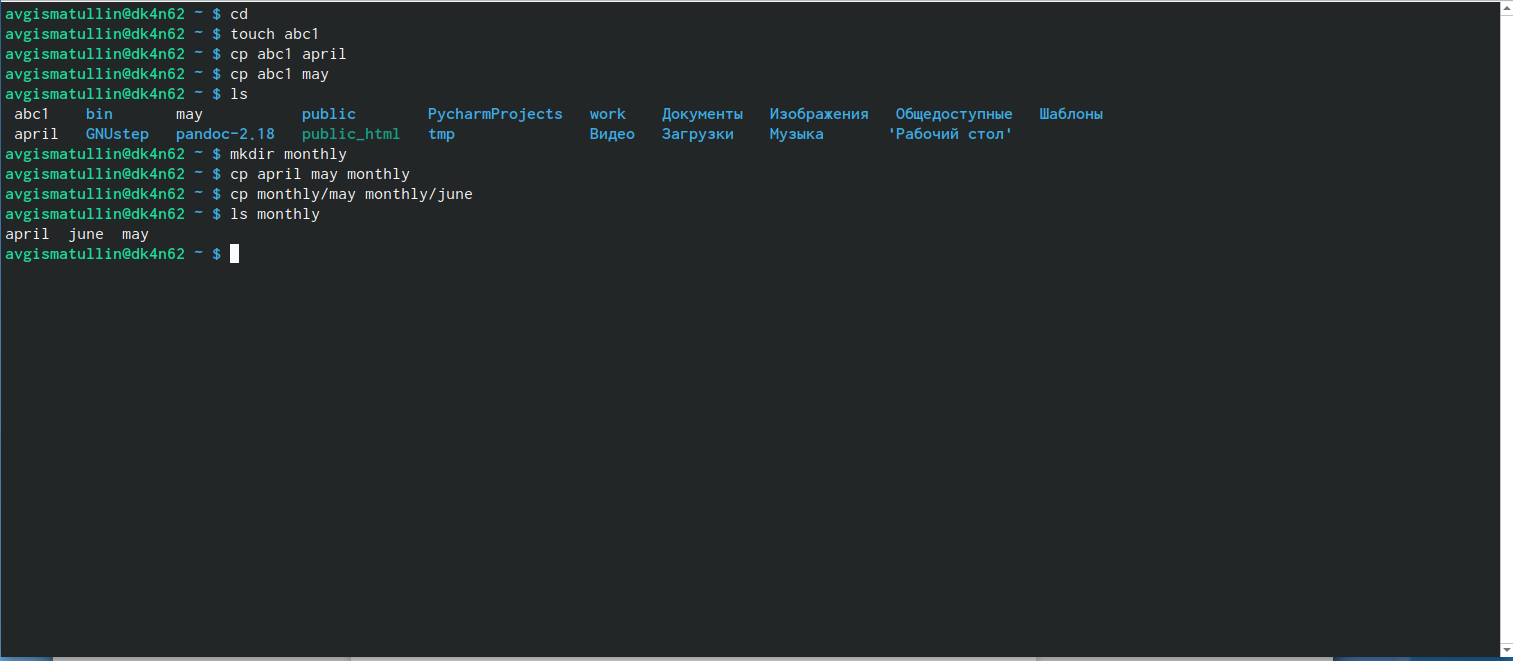 avgismatullin@dk4n62 ~ $ cd
avgismatullin@dk4n62 ~ $ touch abc1
avgismatullin@dk4n62 ~ $ cp abc1 april
avgismatullin@dk4n62 ~ $ cp abc1 may
avgismatullin@dk4n62 ~ $ ls
 abc1    bin       may           public        PycharmProjects   work    Документы   Изображения   Общедоступные   Шаблоны
 april   GNUstep   pandoc-2.18   public_html   tmp               Видео   Загрузки    Музыка       'Рабочий стол'
avgismatullin@dk4n62 ~ $ mkdir monthly
avgismatullin@dk4n62 ~ $ cp april may monthly
avgismatullin@dk4n62 ~ $ cp monthly/may monthly/june
avgismatullin@dk4n62 ~ $ ls monthly
april  june  may
avgismatullin@dk4n62 ~ $